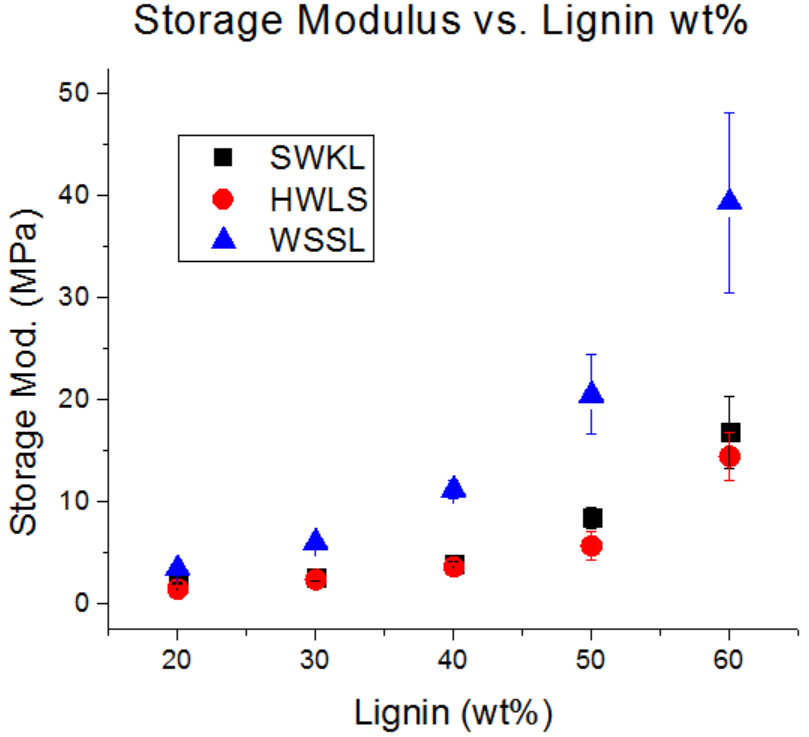 Storage Modulus vs. Lignin wt%
50
40
30
20
10
0
Storage Mod. (MPa)
SWKL
HWLS
WSSL
20 30 40 50 60
Lignin (wt%)